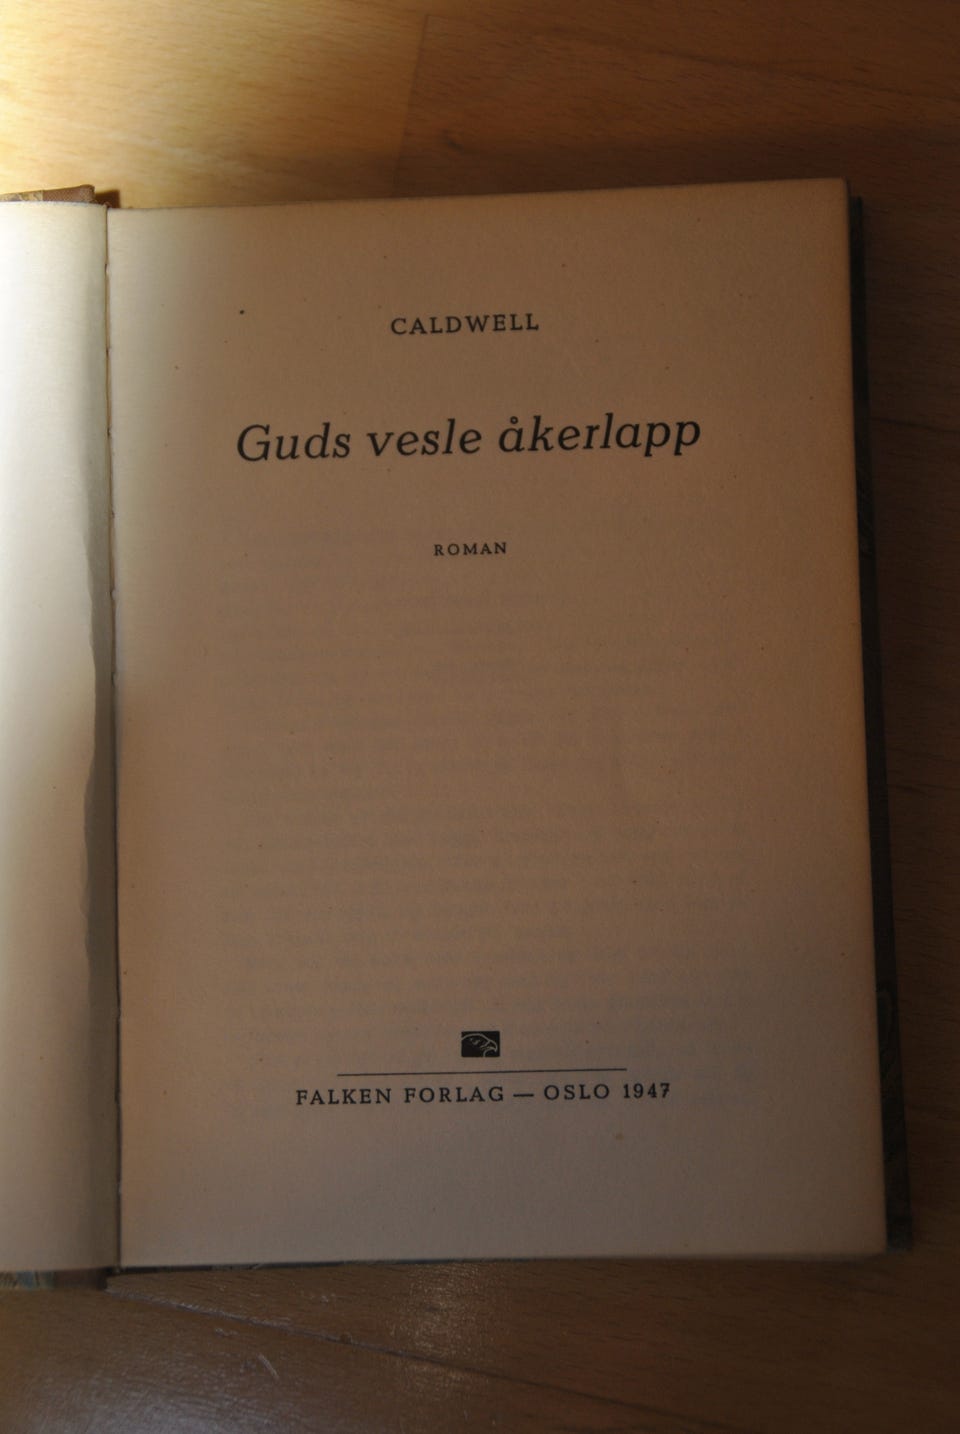 CALDWELL
Guds vesle åkerlapp
ROMAN
FALKEN FORLAG — OSLO 1947